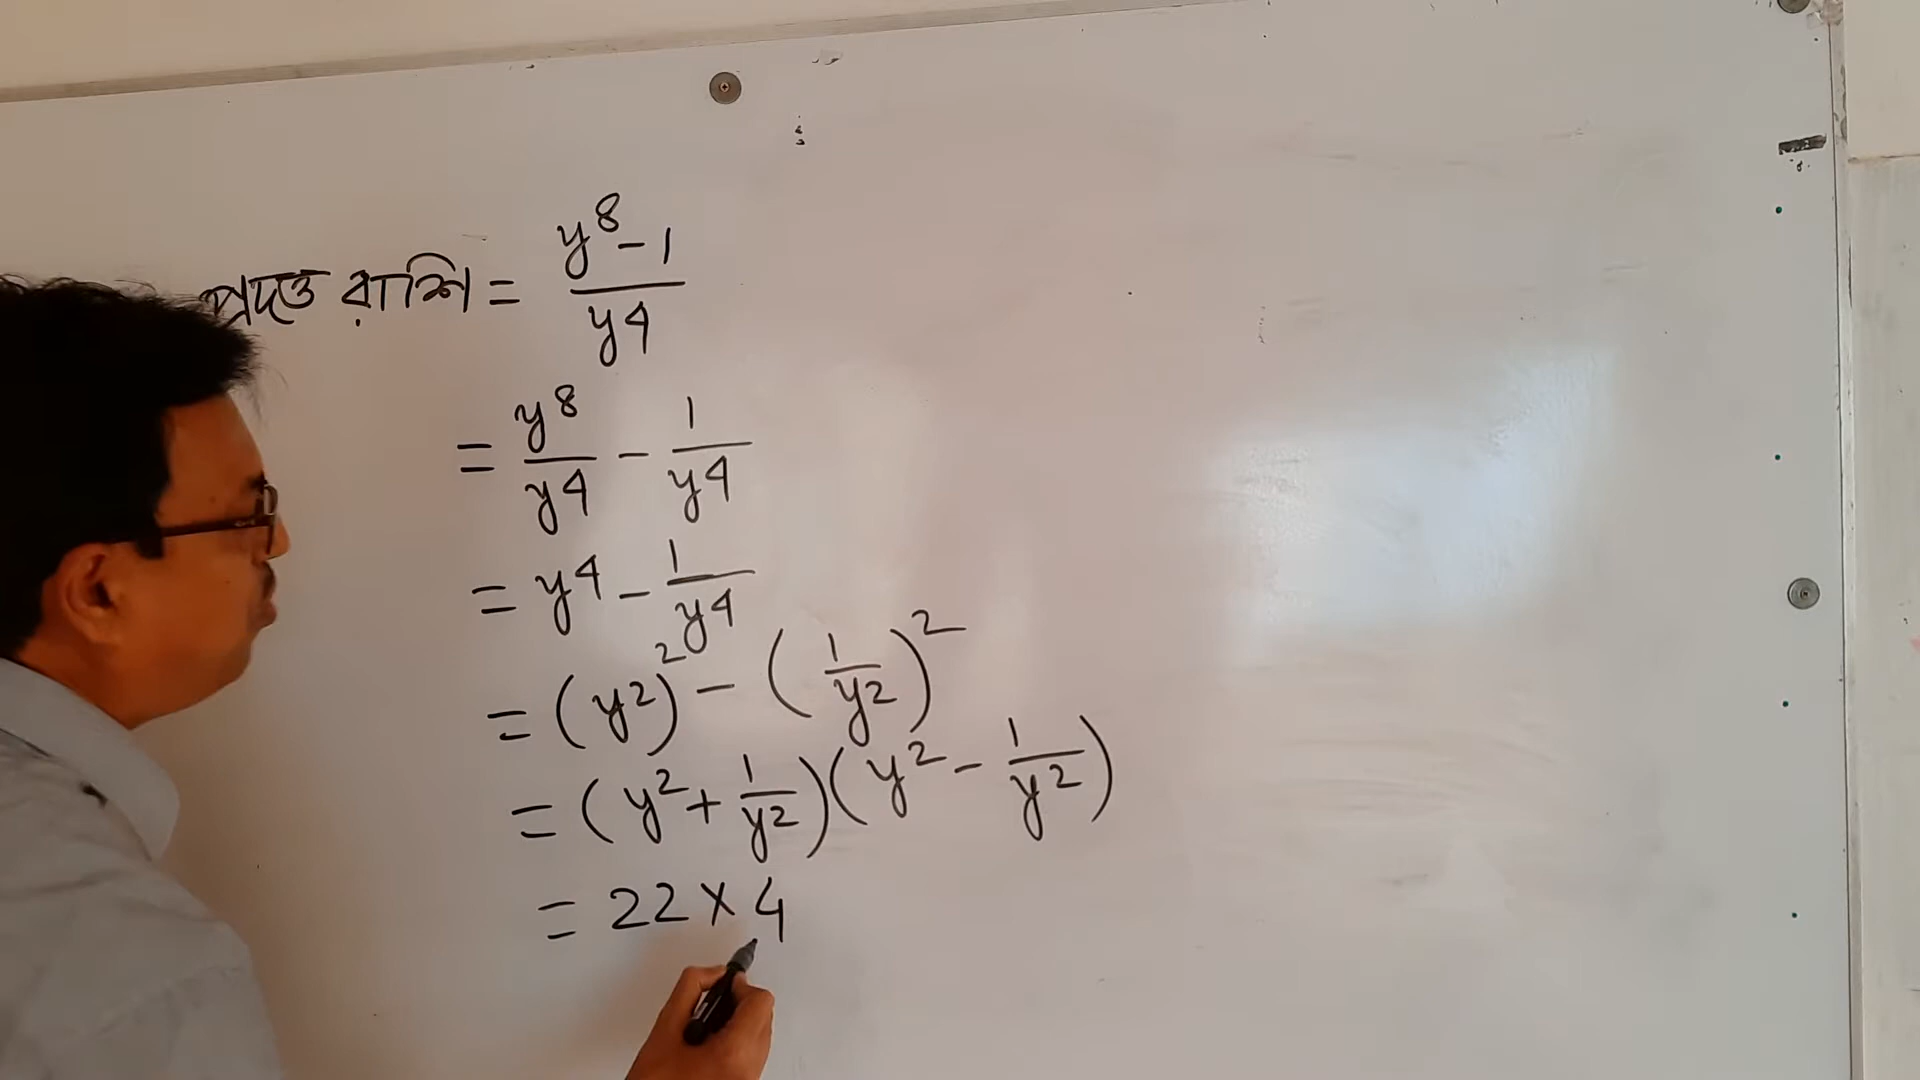 প্রদত্ত রাশি = (y⁸ - 1)/y⁴
= y⁸/y⁴ - 1/y⁴
= y⁴ - 1/y⁴
= (y²)² - (1/y²)²
= (y² + 1/y²)(y² - 1/y²)
= 22 × 4